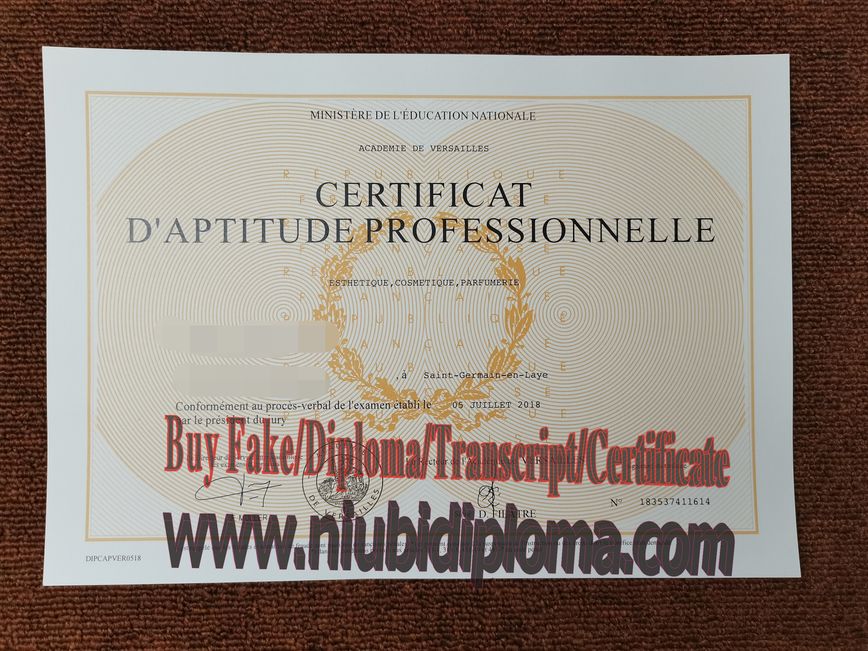 MINISTÈRE DE L'ÉDUCATION NATIONALE
ACADEMIE DE VERSAILLES
CERTIFICAT
D'APTITUDE PROFESSIONNELLE
ESTHETIQUE,COSMETIQUE,PARFUMERIE
,à Saint-Germain-en-Laye
Conformément au procès-verbal de l'examen établi le 05 JUILLET 2018
par le président du jury
Buy Fake/Diploma/Transcript/Certificate
DE VERSAILLES
N° 183537411614
www.niubidiploma.com
DIPCAPVER0518